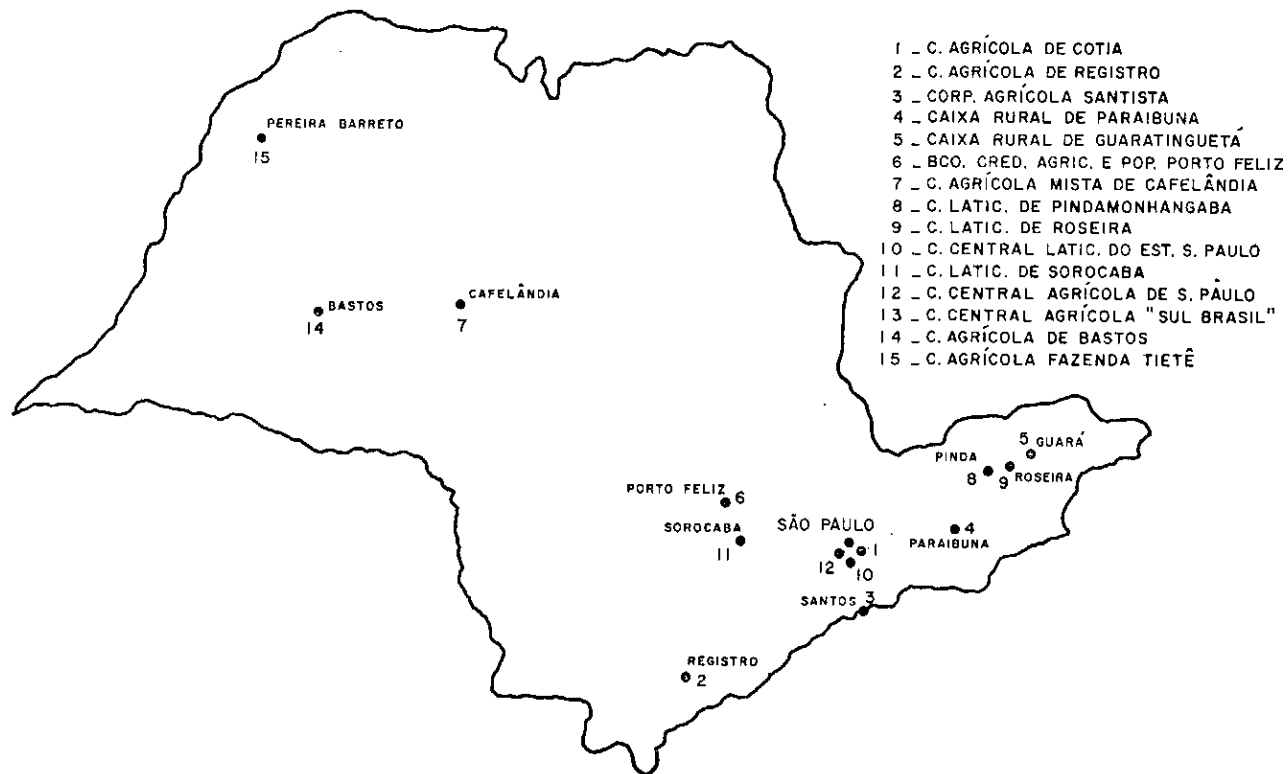 1 _ C. AGRÍCOLA DE COTIA
2 _ C. AGRÍCOLA DE REGISTRO
3 _ CORP. AGRÍCOLA SANTISTA
4 _ CAIXA RURAL DE PARAIBUNA
5 _ CAIXA RURAL DE GUARATINGUETÁ
6 _ BCO. CRED. AGRIC. E POP. PORTO FELIZ
7 _ C. AGRÍCOLA MISTA DE CAFELÂNDIA
8 _ C. LATIC. DE PINDAMONHANGABA
9 _ C. LATIC. DE ROSEIRA
10 _ C. CENTRAL LATIC. DO EST. S. PAULO
11 _ C. LATIC. DE SOROCABA
12 _ C. CENTRAL AGRÍCOLA DE S. PAULO
13 _ C. CENTRAL AGRÍCOLA "SUL BRASIL"
14 _ C. AGRÍCOLA DE BASTOS
15 _ C. AGRÍCOLA FAZENDA TIETÊ
PEREIRA BARRETO
15
BASTOS
14
CAFELÂNDIA
7
5 GUARÁ
PINDA
8
9 ROSEIRA
PORTO FELIZ
6
SOROCABA
11
SÃO PAULO
1
12
10
4
PARAIBUNA
SANTOS 3
REGISTRO
2